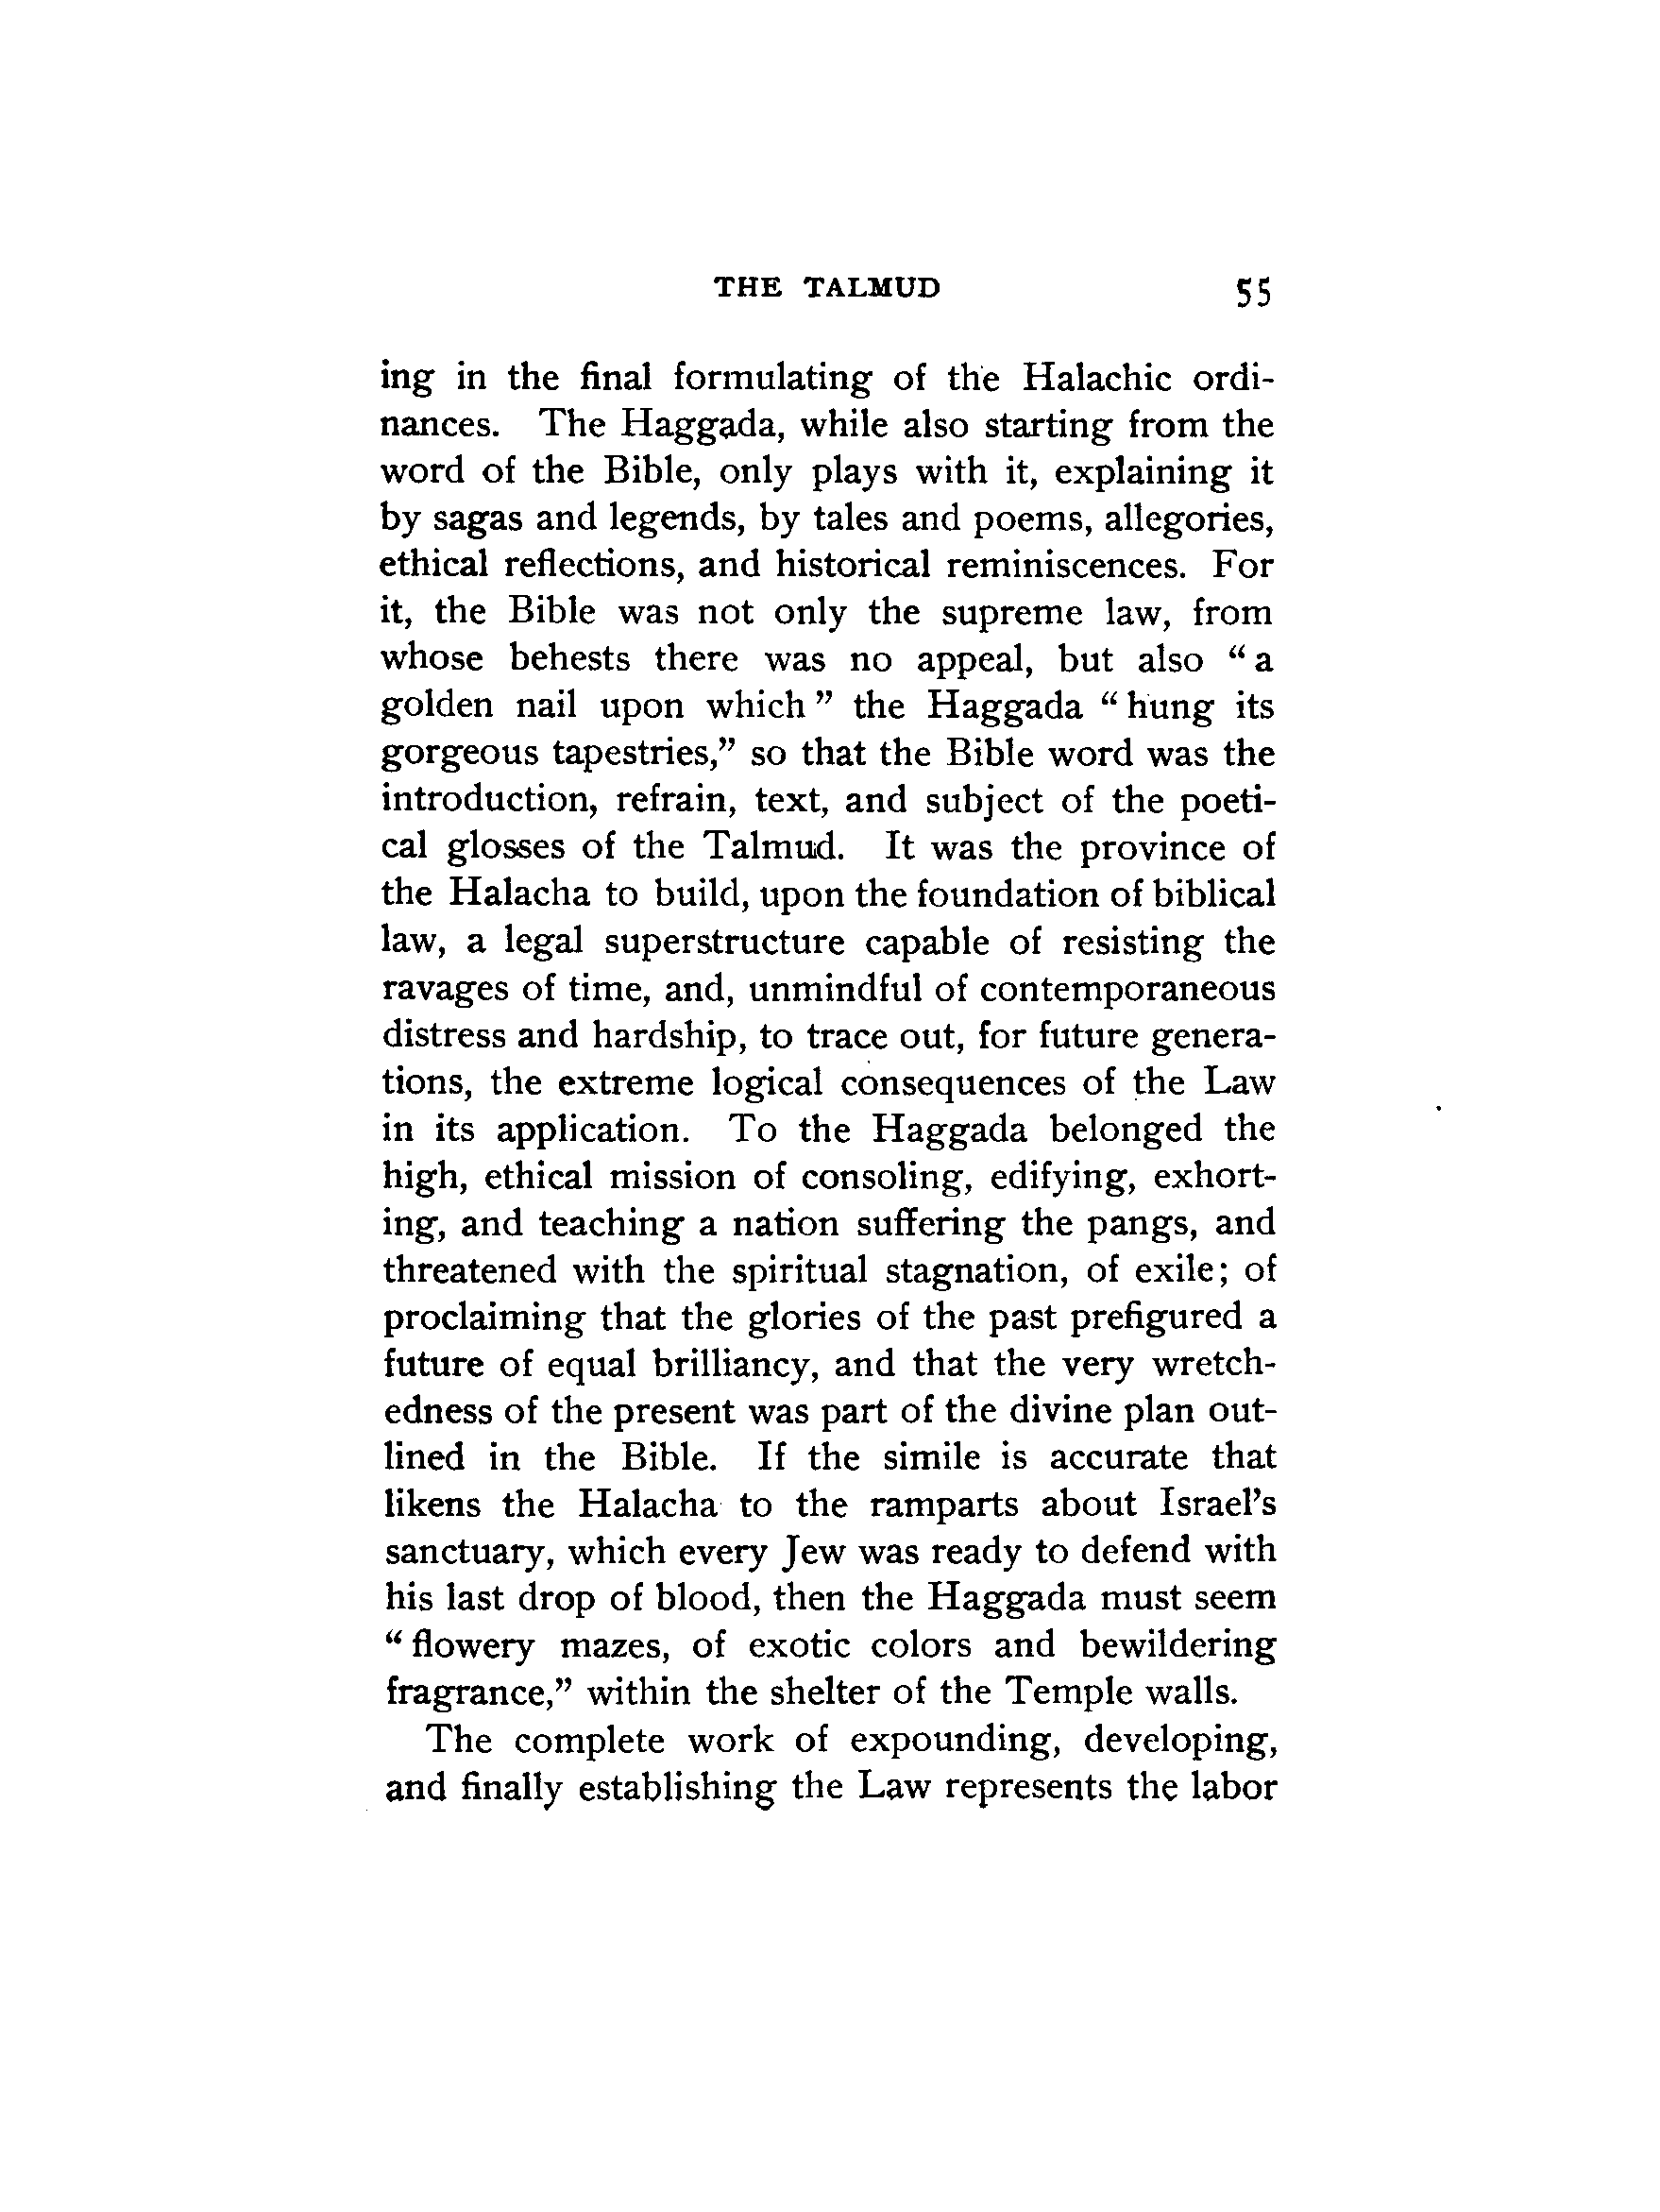 THE TALMUD 55
ing in the final formulating of the Halachic ordi-
nances. The Haggada, while also starting from the
word of the Bible, only plays with it, explaining it
by sagas and legends, by tales and poems, allegories,
ethical reflections, and historical reminiscences. For
it, the Bible was not only the supreme law, from
whose behests there was no appeal, but also “ a
golden nail upon which ” the Haggada “ hung its
gorgeous tapestries,” so that the Bible word was the
introduction, refrain, text, and subject of the poeti-
cal glosses of the Talmud. It was the province of
the Halacha to build, upon the foundation of biblical
law, a legal superstructure capable of resisting the
ravages of time, and, unmindful of contemporaneous
distress and hardship, to trace out, for future genera-
tions, the extreme logical consequences of the Law
in its application. To the Haggada belonged the
high, ethical mission of consoling, edifying, exhort-
ing, and teaching a nation suffering the pangs, and
threatened with the spiritual stagnation, of exile; of
proclaiming that the glories of the past prefigured a
future of equal brilliancy, and that the very wretch-
edness of the present was part of the divine plan out-
lined in the Bible. If the simile is accurate that
likens the Halacha to the ramparts about Israel’s
sanctuary, which every Jew was ready to defend with
his last drop of blood, then the Haggada must seem
“ flowery mazes, of exotic colors and bewildering
fragrance,” within the shelter of the Temple walls.
The complete work of expounding, developing,
and finally establishing the Law represents the labor